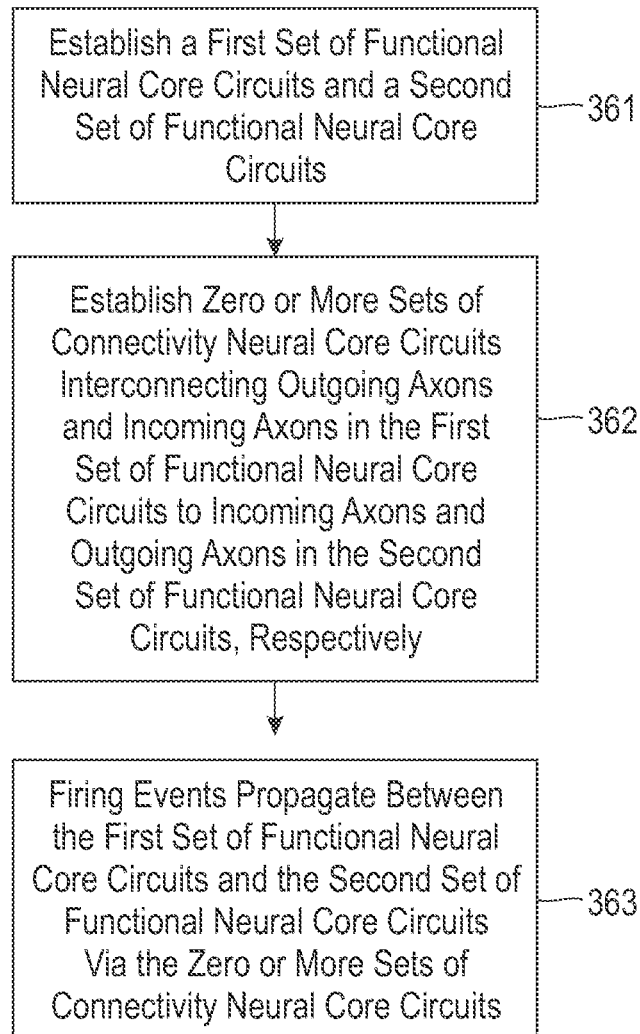 Establish a First Set of Functional
Neural Core Circuits and a Second
Set of Functional Neural Core
Circuits
361
Establish Zero or More Sets of
Connectivity Neural Core Circuits
Interconnecting Outgoing Axons
and Incoming Axons in the First
Set of Functional Neural Core
Circuits to Incoming Axons and
Outgoing Axons in the Second
Set of Functional Neural Core
Circuits, Respectively
362
Firing Events Propagate Between
the First Set of Functional Neural
Core Circuits and the Second Set of
Functional Neural Core Circuits
Via the Zero or More Sets of
Connectivity Neural Core Circuits
363